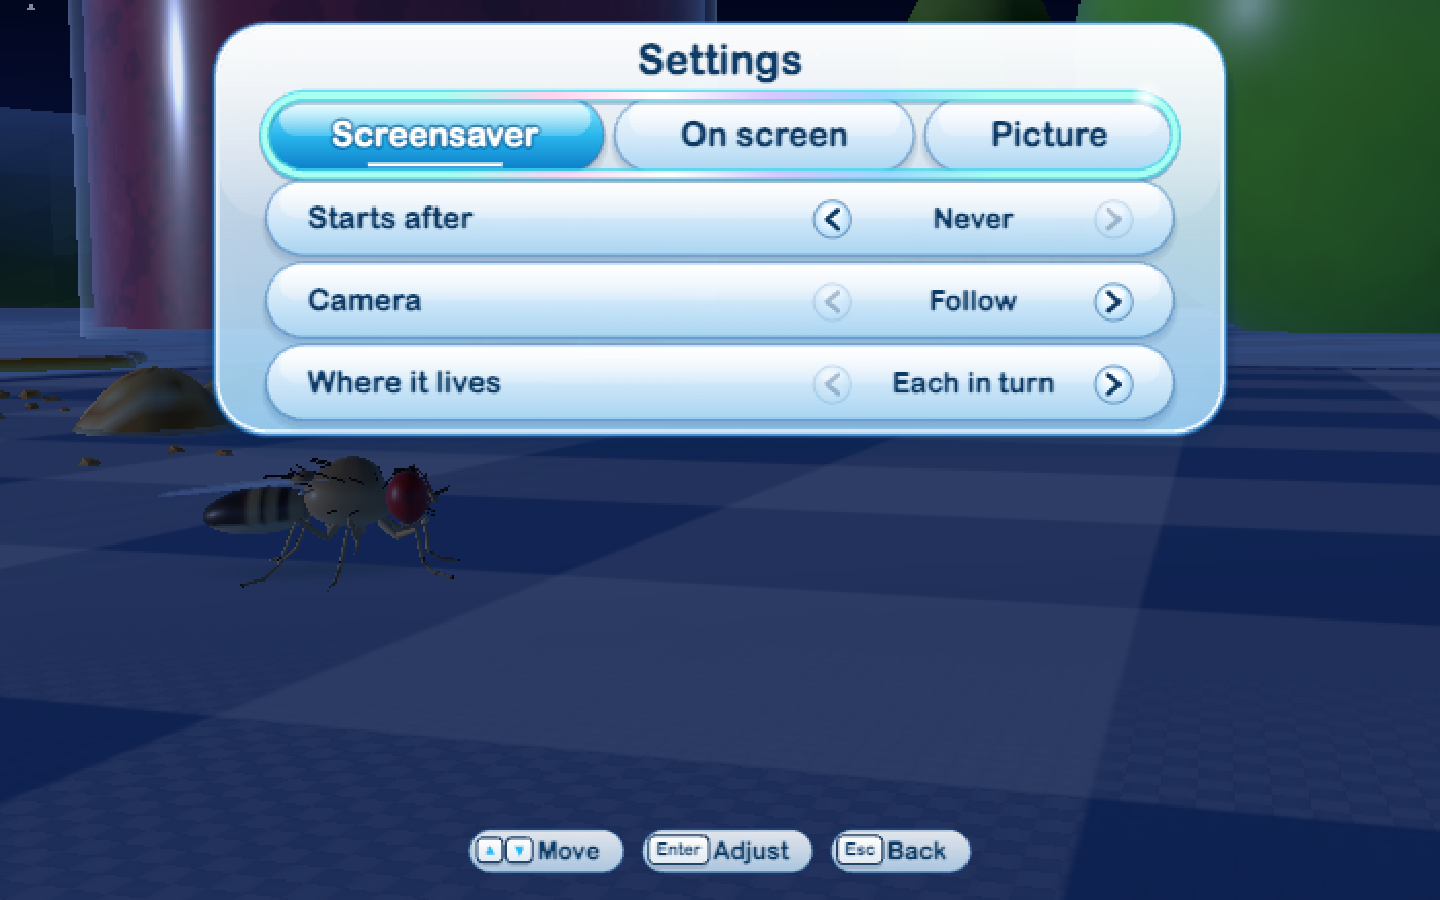 Settings
Screensaver On screen Picture
Starts after Never
Camera Follow
Where it lives Each in turn
Move Enter Adjust Esc Back